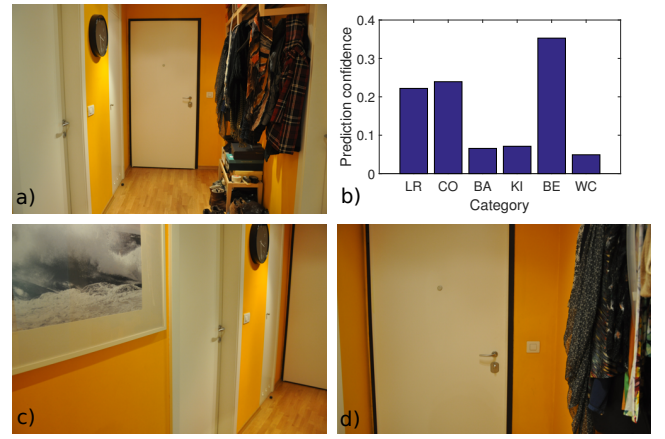 a)
b)
Prediction confidence
0.4
0.3
0.2
0.1
0
LR CO BA KI BE WC
Category
c)
d)